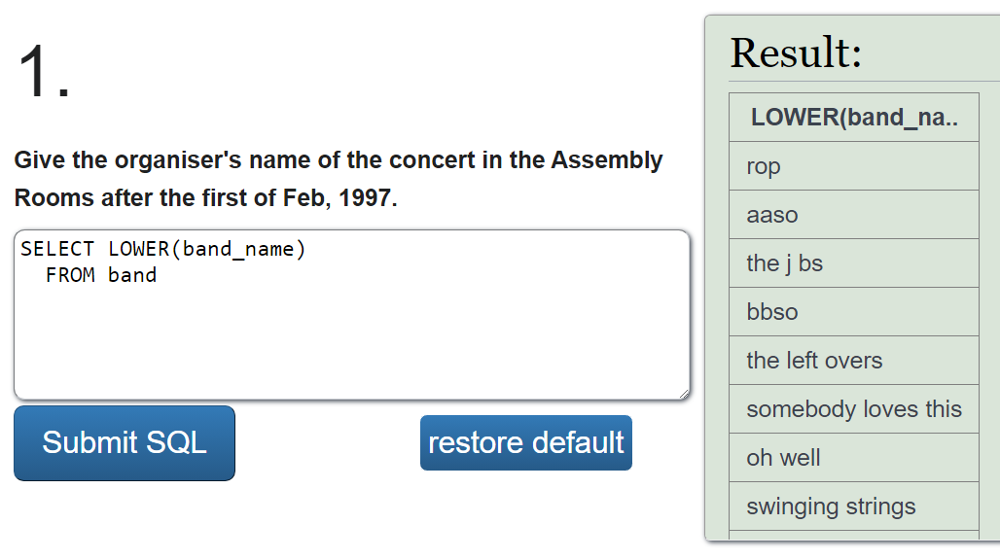 1.
Give the organiser's name of the concert in the Assembly
Rooms after the first of Feb, 1997.
SELECT LOWER(band_name)
FROM band
Submit SQL
restore default
Result:
LOWER(band_na..
rop
aaso
the j bs
bbso
the left overs
somebody loves this
oh well
swinging strings